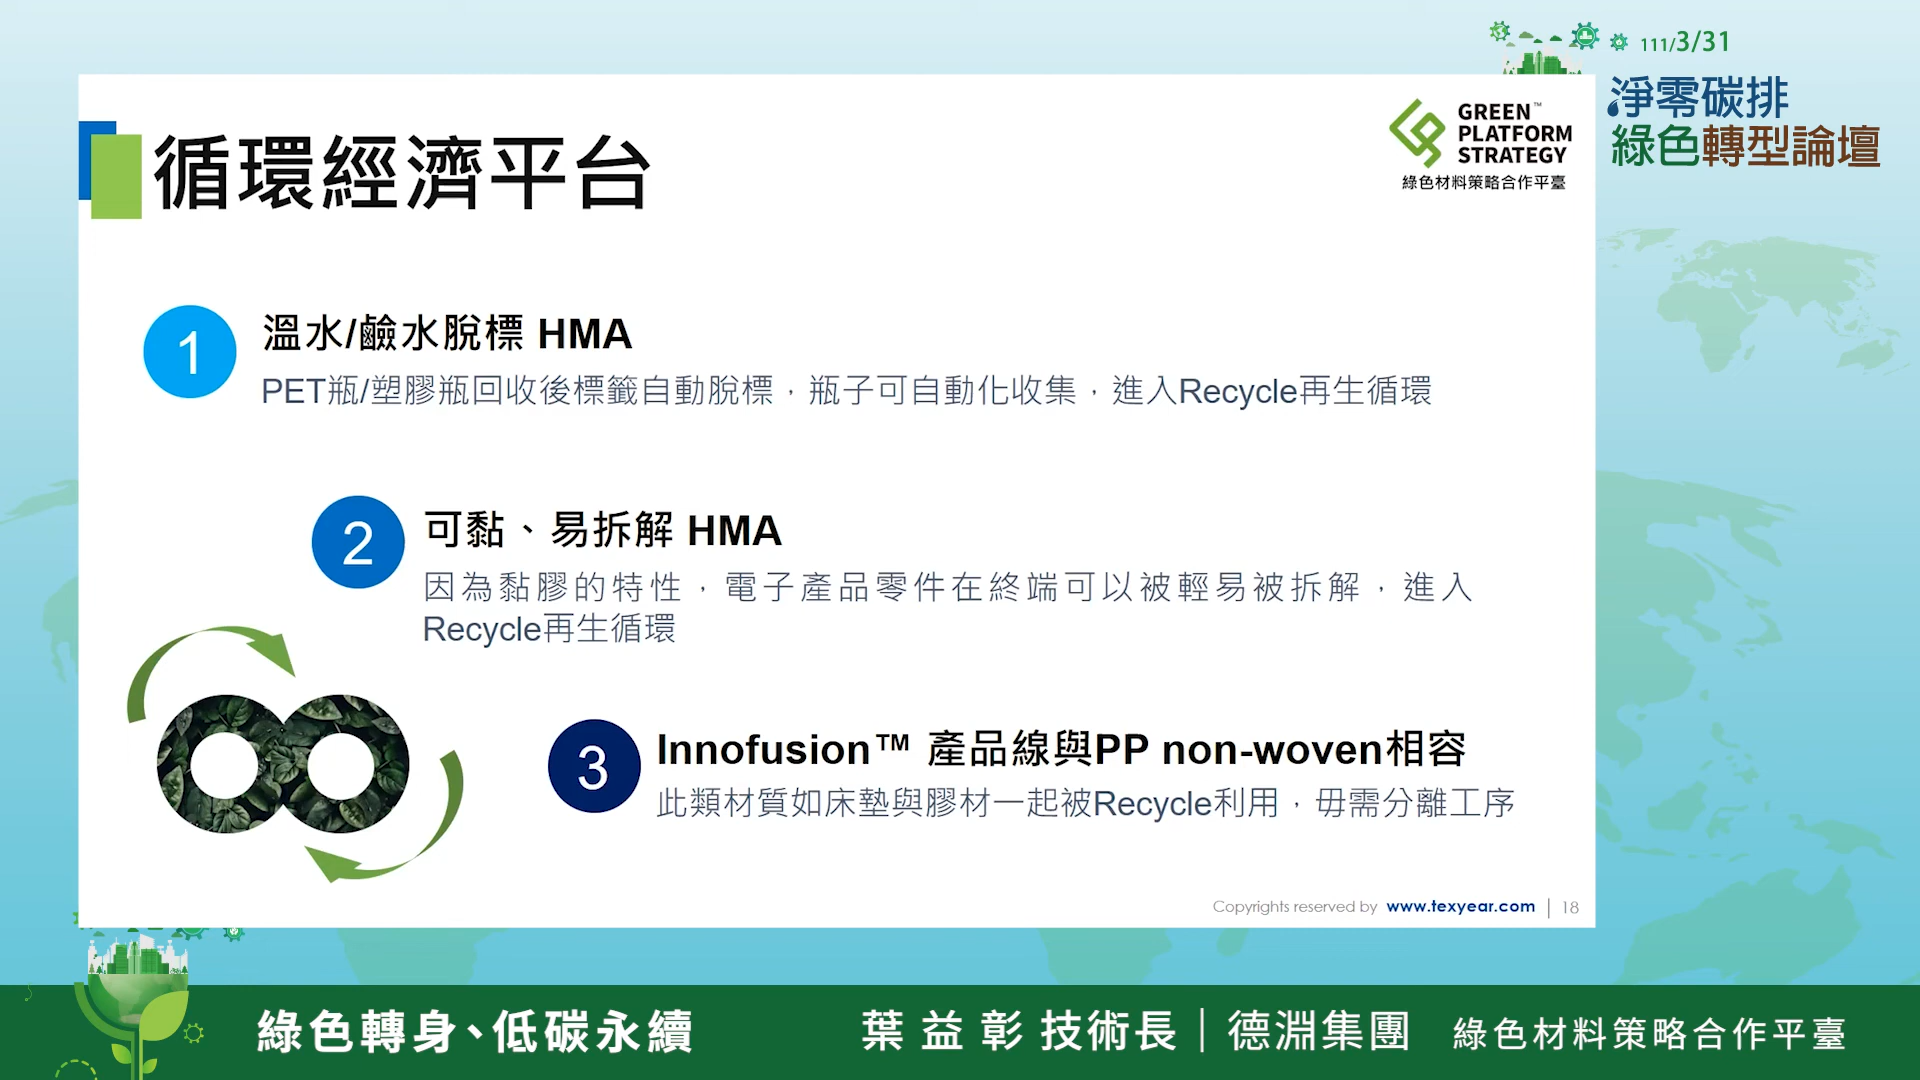 111/3/31
淨零碳排
綠色轉型論壇
GREEN™
PLATFORM
STRATEGY
綠色材料策略合作平臺
循環經濟平台
1
溫水/鹼水脫標 HMA
PET瓶/塑膠瓶回收後標籤自動脫標，瓶子可自動化收集，進入Recycle再生循環
2
可黏、易拆解 HMA
因為黏膠的特性，電子產品零件在終端可以被輕易被拆解，進入
Recycle再生循環
3
Innofusion™ 產品線與PP non-woven相容
此類材質如床墊與膠材一起被Recycle利用，毋需分離工序
Copyrights reserved by www.texyear.com | 18
綠色轉身、低碳永續
葉益彰 技術長｜德淵集團 綠色材料策略合作平臺